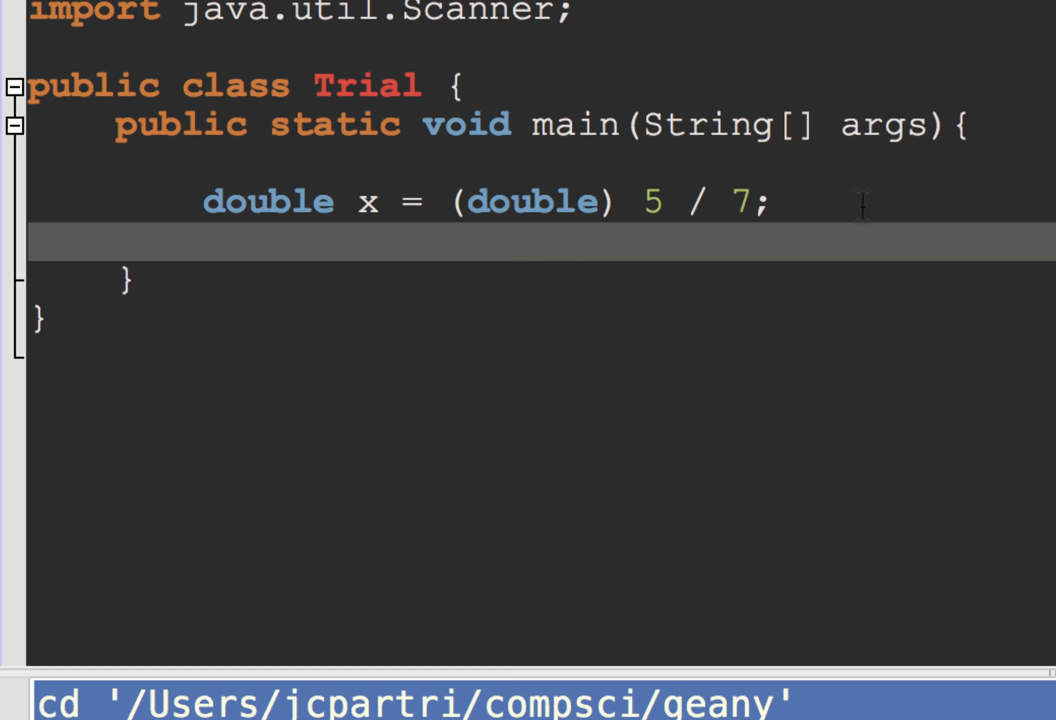 import java.util.Scanner;
public class Trial {
public static void main(String[] args){
double x = (double) 5 / 7;
}
}
cd '/Users/jcpartri/compsci/geany'